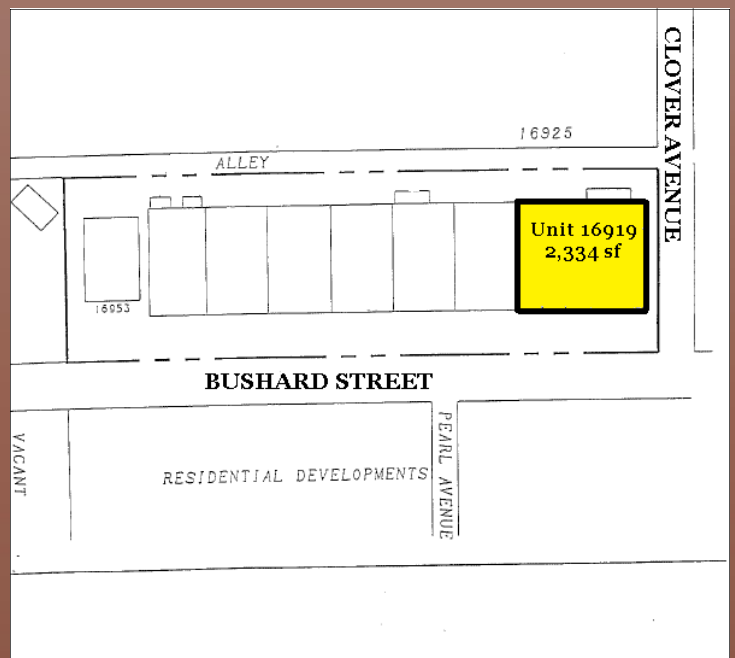 CLOVER AVENUE
16925
ALLEY
Unit 16919
2,334 sf
16953
BUSHARD STREET
PEARL AVENUE
VACANT
RESIDENTIAL DEVELOPMENTS